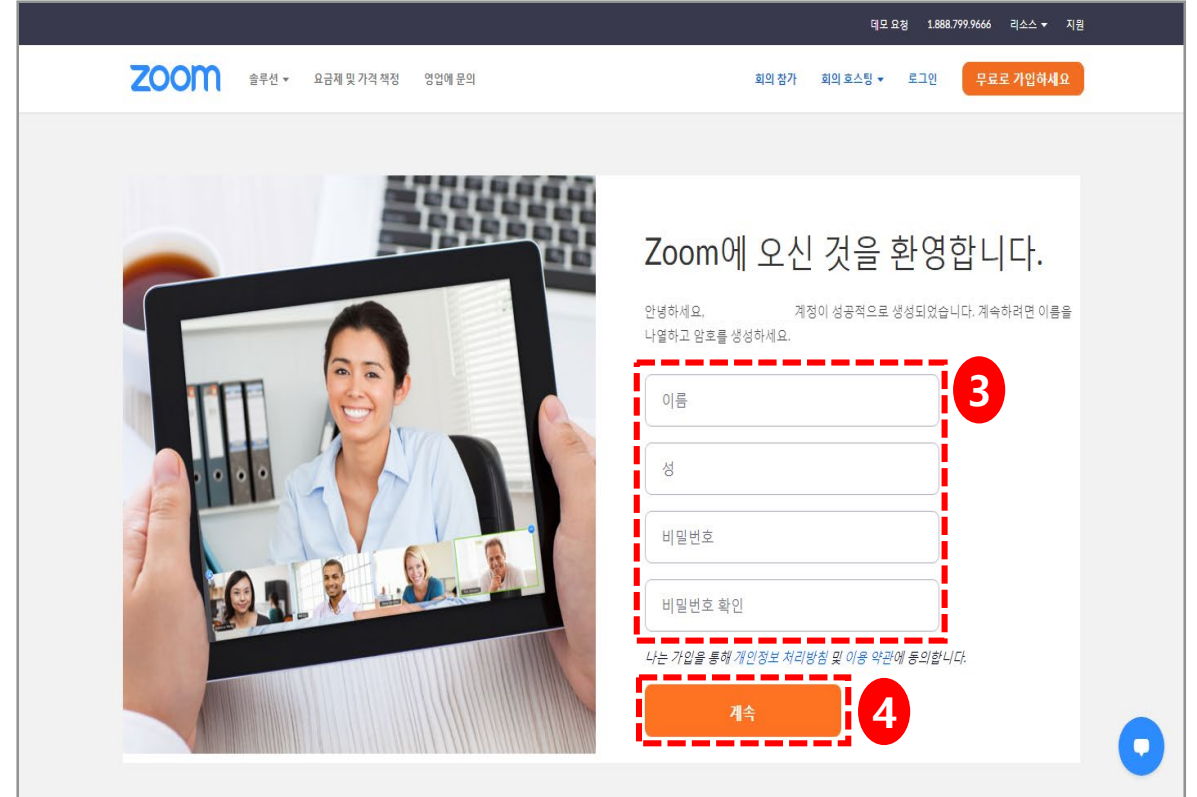 데모 요청 1.888.799.9666 리소스 지원
zoom 솔루션 요금제 및 가격 책정 영업에 문의 회의 참가 회의 호스팅 로그인 무료로 가입하세요
Zoom에 오신 것을 환영합니다.
안녕하세요, 계정이 성공적으로 생성되었습니다. 계속하려면 이름을
나열하고 암호를 생성하세요.
3
이름
성
비밀번호
비밀번호 확인
나는 가입을 통해 개인정보 처리방침 및 이용 약관에 동의합니다.
계속
4